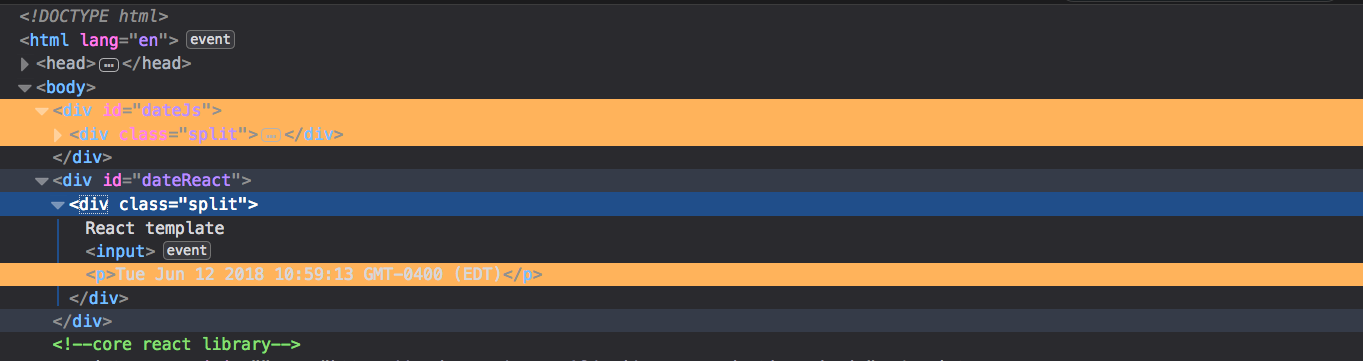 <!DOCTYPE html>
<html lang="en"> event
<head> … </head>
<body>
<div id="dateJs">
<div class="split"> … </div>
</div>
<div id="dateReact">
<div class="split">
React template
<input> event
<p>Tue Jun 12 2018 10:59:13 GMT-0400 (EDT)</p>
</div>
</div>
<!--core react library-->